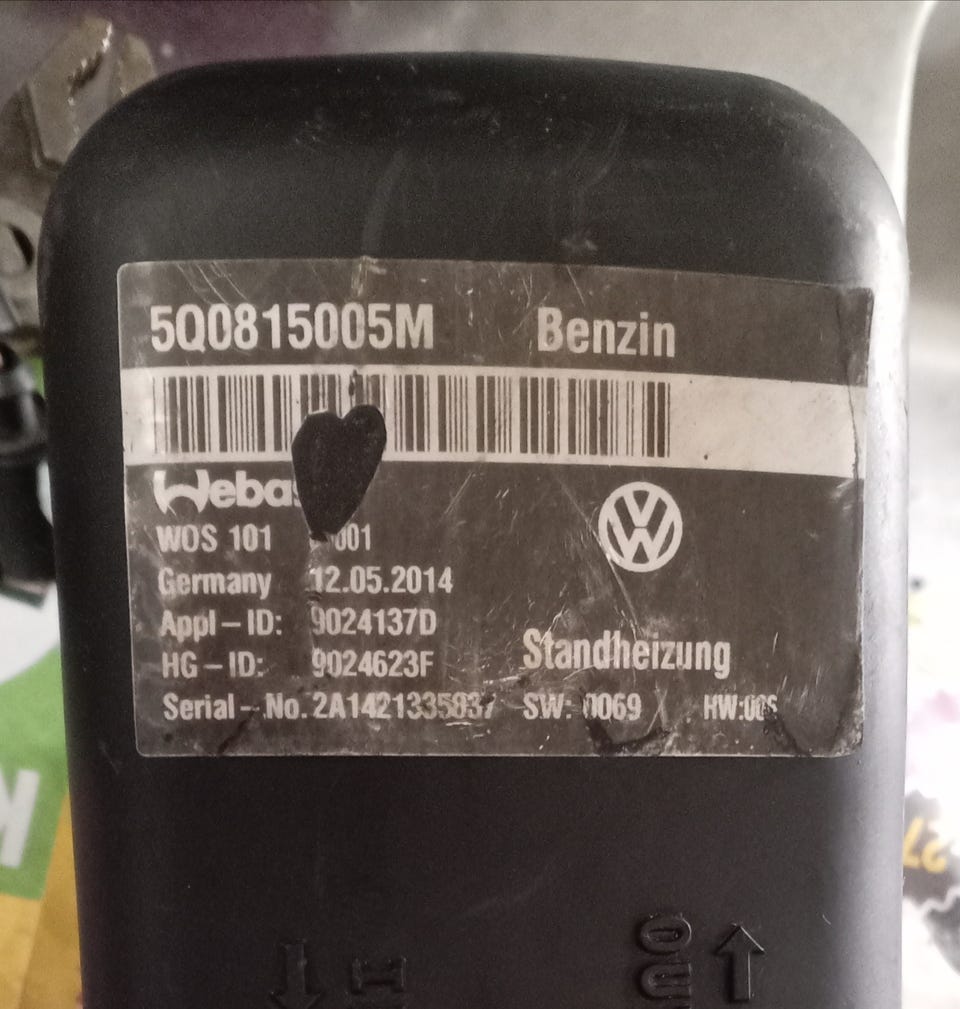 5Q0815005M Benzin
WOS 101
Germany 12.05.2014
Appl-ID: 9024137D
HG-ID: 9024623F
Standheizung
Serial-No. SW: 0069